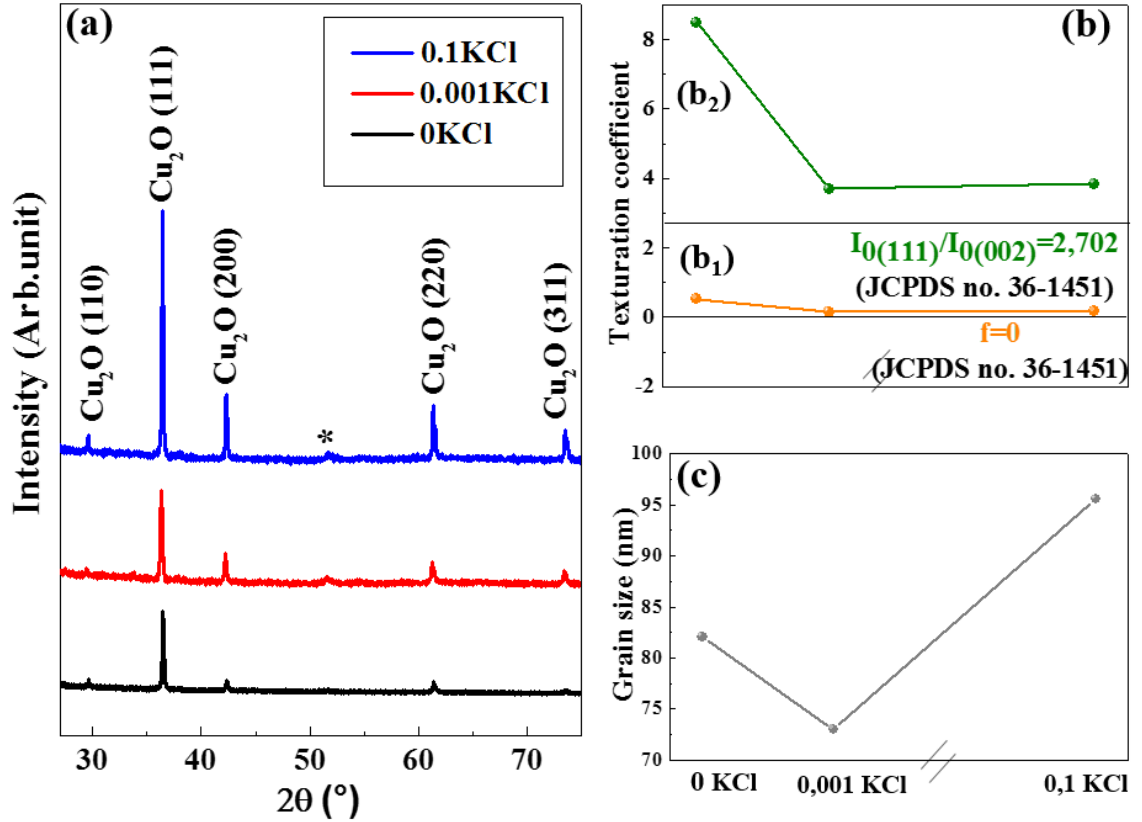 (a)
0.1KCl
0.001KCl
0KCl
Cu₂O (110)
Cu₂O (111)
Cu₂O (200)
*
Cu₂O (220)
Cu₂O (311)
Intensity (Arb.unit)
30 40 50 60 70
2θ (°)
(b)
(b₂)
(b₁)
Texturation coefficient
8
6
4
2
0
-2
I₀₍₁₁₁₎/I₀₍₀₀₂₎=2,702
(JCPDS no. 36-1451)
f=0
(JCPDS no. 36-1451)
(c)
Grain size (nm)
100
95
90
85
80
75
70
0 KCl 0,001 KCl 0,1 KCl